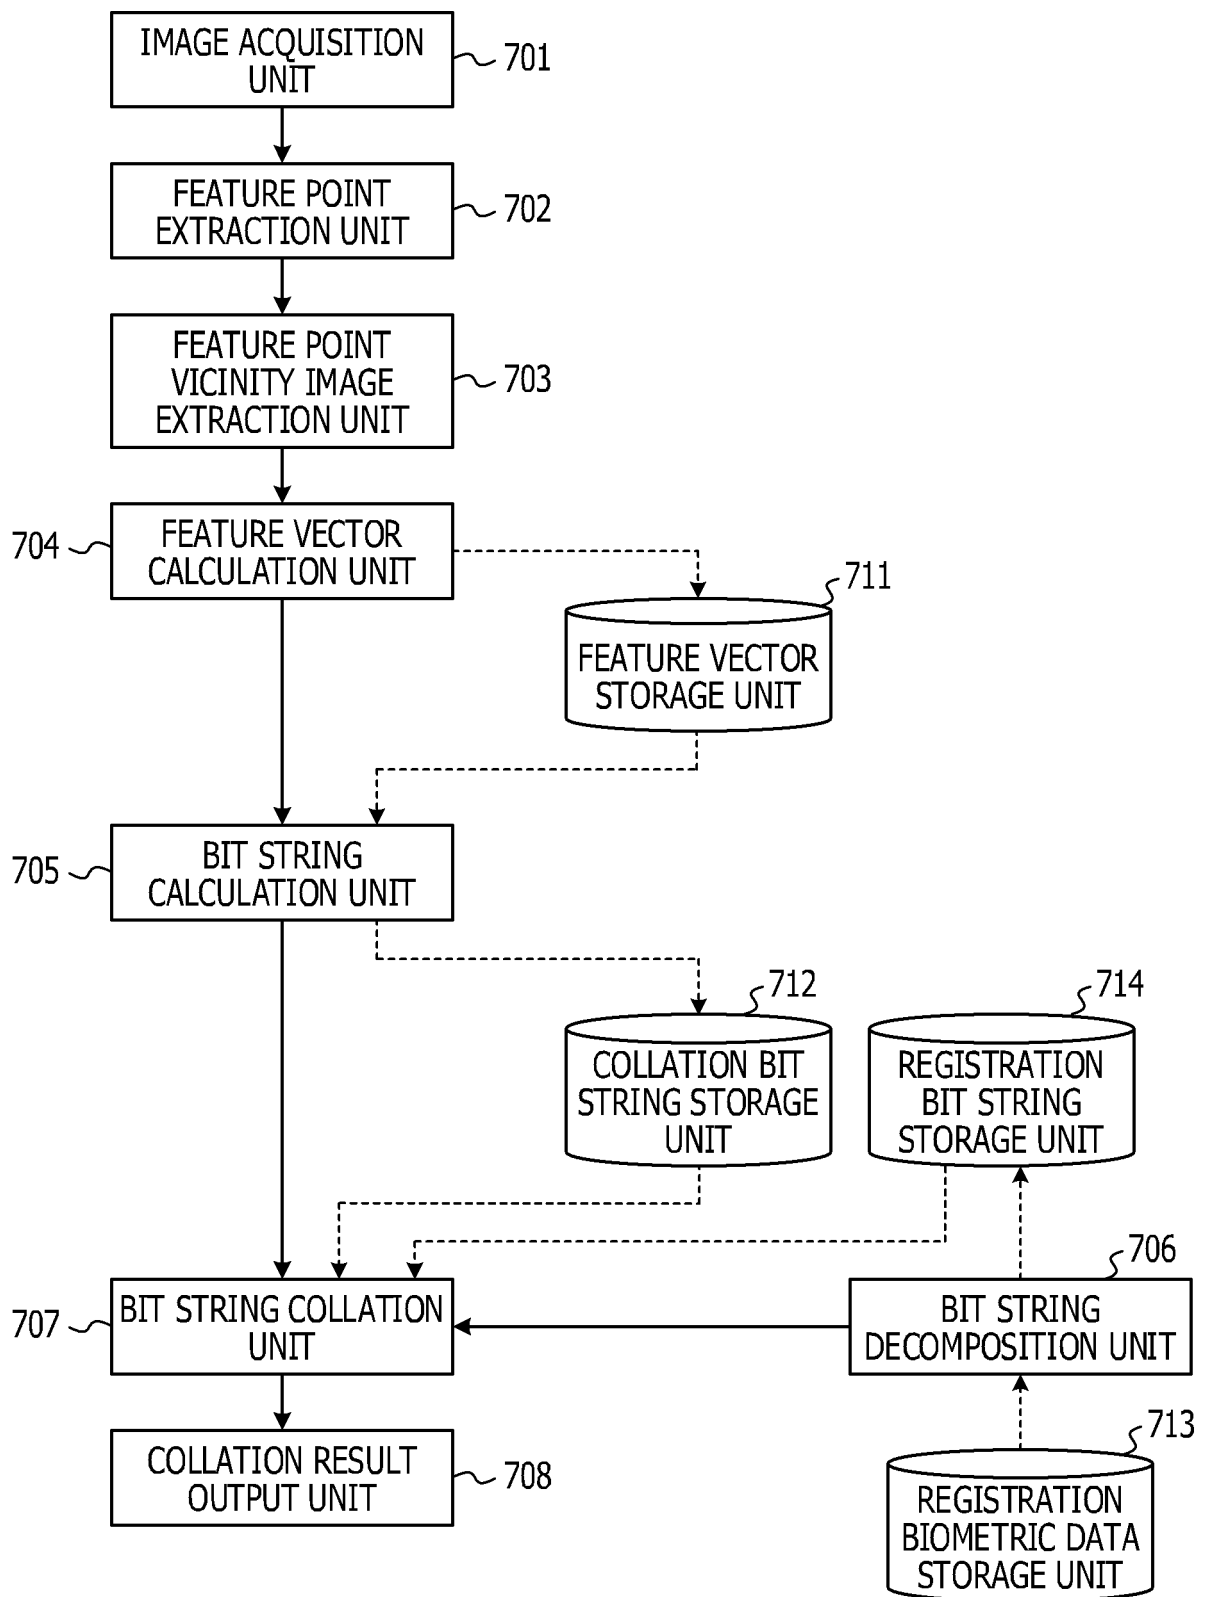 IMAGE ACQUISITION
UNIT
701
FEATURE POINT
EXTRACTION UNIT
702
FEATURE POINT
VICINITY IMAGE
EXTRACTION UNIT
703
704
FEATURE VECTOR
CALCULATION UNIT
711
FEATURE VECTOR
STORAGE UNIT
705
BIT STRING
CALCULATION UNIT
712
COLLATION BIT
STRING STORAGE
UNIT
714
REGISTRATION
BIT STRING
STORAGE UNIT
706
BIT STRING
DECOMPOSITION UNIT
707
BIT STRING COLLATION
UNIT
708
COLLATION RESULT
OUTPUT UNIT
713
REGISTRATION
BIOMETRIC DATA
STORAGE UNIT